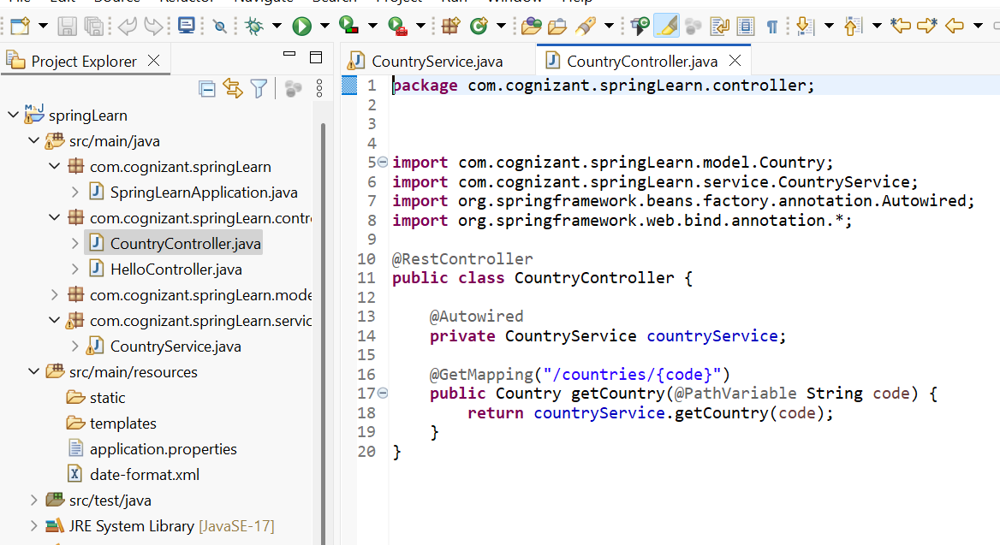 Project Explorer
springLearn
src/main/java
com.cognizant.springLearn
SpringLearnApplication.java
com.cognizant.springLearn.contr
CountryController.java
HelloController.java
com.cognizant.springLearn.mode
com.cognizant.springLearn.servic
CountryService.java
src/main/resources
static
templates
application.properties
date-format.xml
src/test/java
JRE System Library [JavaSE-17]
CountryService.java
CountryController.java
1 package com.cognizant.springLearn.controller;
2
3
4
5 import com.cognizant.springLearn.model.Country;
6 import com.cognizant.springLearn.service.CountryService;
7 import org.springframework.beans.factory.annotation.Autowired;
8 import org.springframework.web.bind.annotation.*;
9
10 @RestController
11 public class CountryController {
12
13     @Autowired
14     private CountryService countryService;
15
16     @GetMapping("/countries/{code}")
17     public Country getCountry(@PathVariable String code) {
18         return countryService.getCountry(code);
19     }
20 }